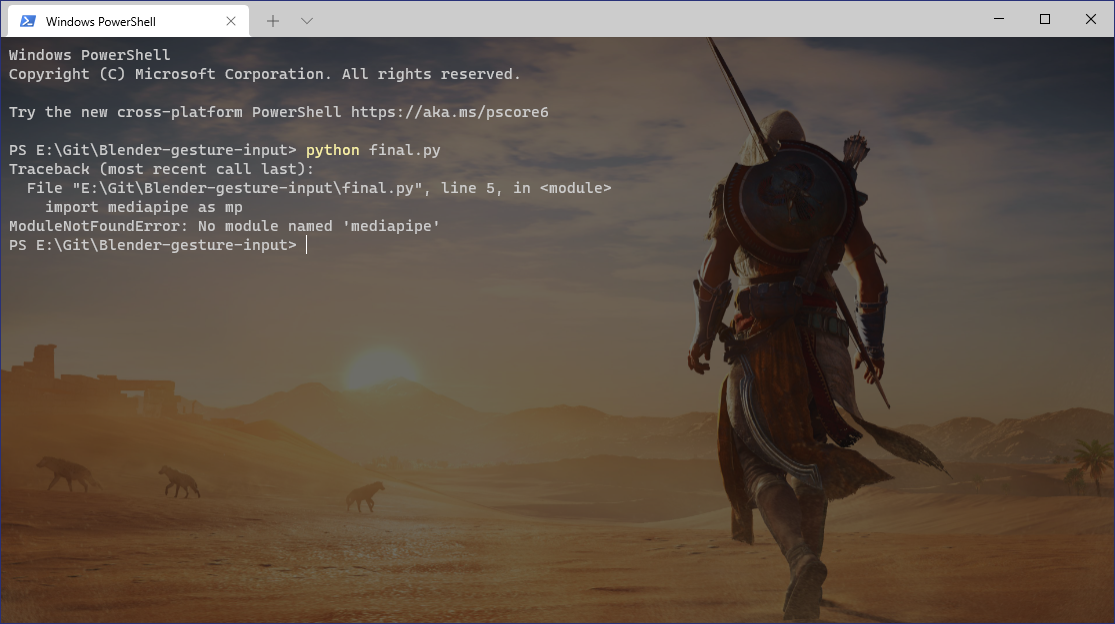 Windows PowerShell
Windows PowerShell
Copyright (C) Microsoft Corporation. All rights reserved.
Try the new cross-platform PowerShell https://aka.ms/pscore6
PS E:\Git\Blender-gesture-input> python final.py
Traceback (most recent call last):
  File "E:\Git\Blender-gesture-input\final.py", line 5, in <module>
    import mediapipe as mp
ModuleNotFoundError: No module named 'mediapipe'
PS E:\Git\Blender-gesture-input>